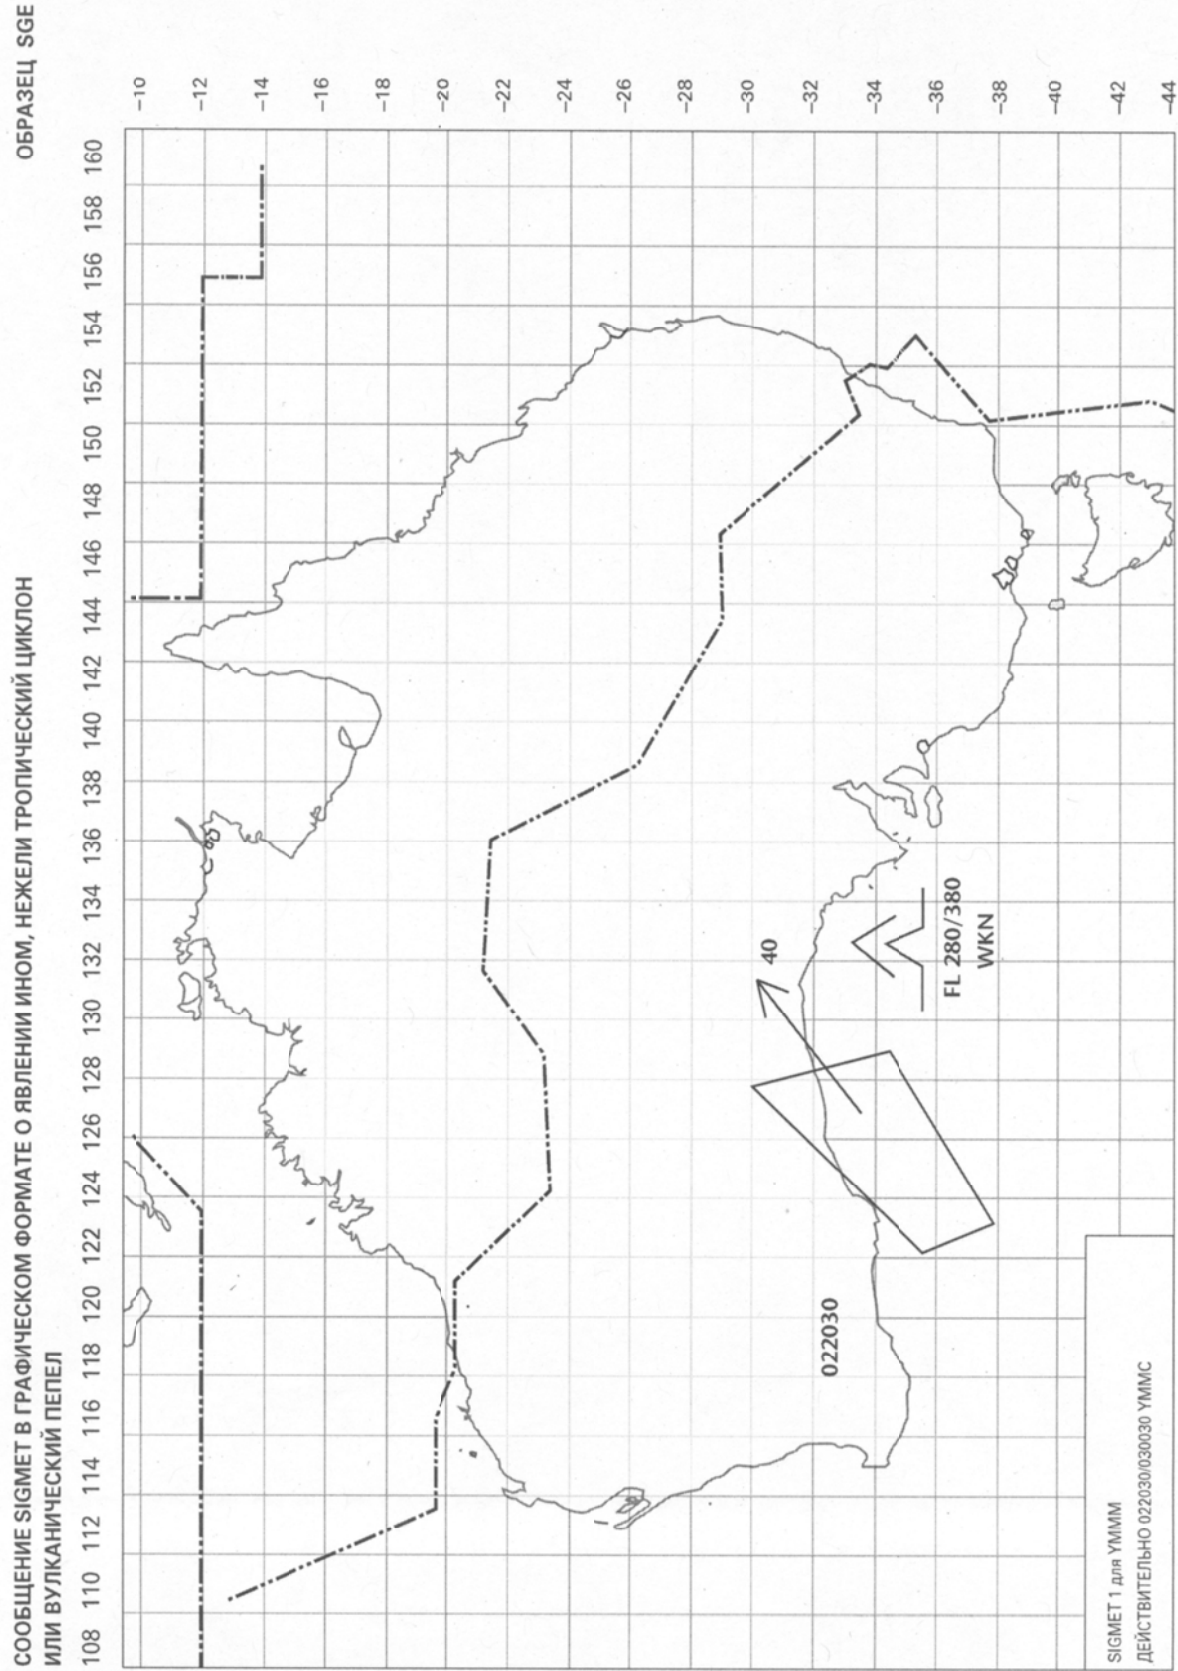 ОБРАЗЕЦ SGE
СООБЩЕНИЕ SIGMET В ГРАФИЧЕСКОМ ФОРМАТЕ О ЯВЛЕНИИ ИНОМ, НЕЖЕЛИ ТРОПИЧЕСКИЙ ЦИКЛОН
ИЛИ ВУЛКАНИЧЕСКИЙ ПЕПЕЛ
108 110 112 114 116 118 120 122 124 126 128 130 132 134 136 138 140 142 144 146 148 150 152 154 156 158 160
-10
-12
-14
-16
-18
-20
-22
-24
-26
-28
-30
-32
-34
-36
-38
-40
-42
-44
40
022030
FL 280/380
WKN
SIGMET 1 для YMMM
ДЕЙСТВИТЕЛЬНО 022030/030030 YMMC